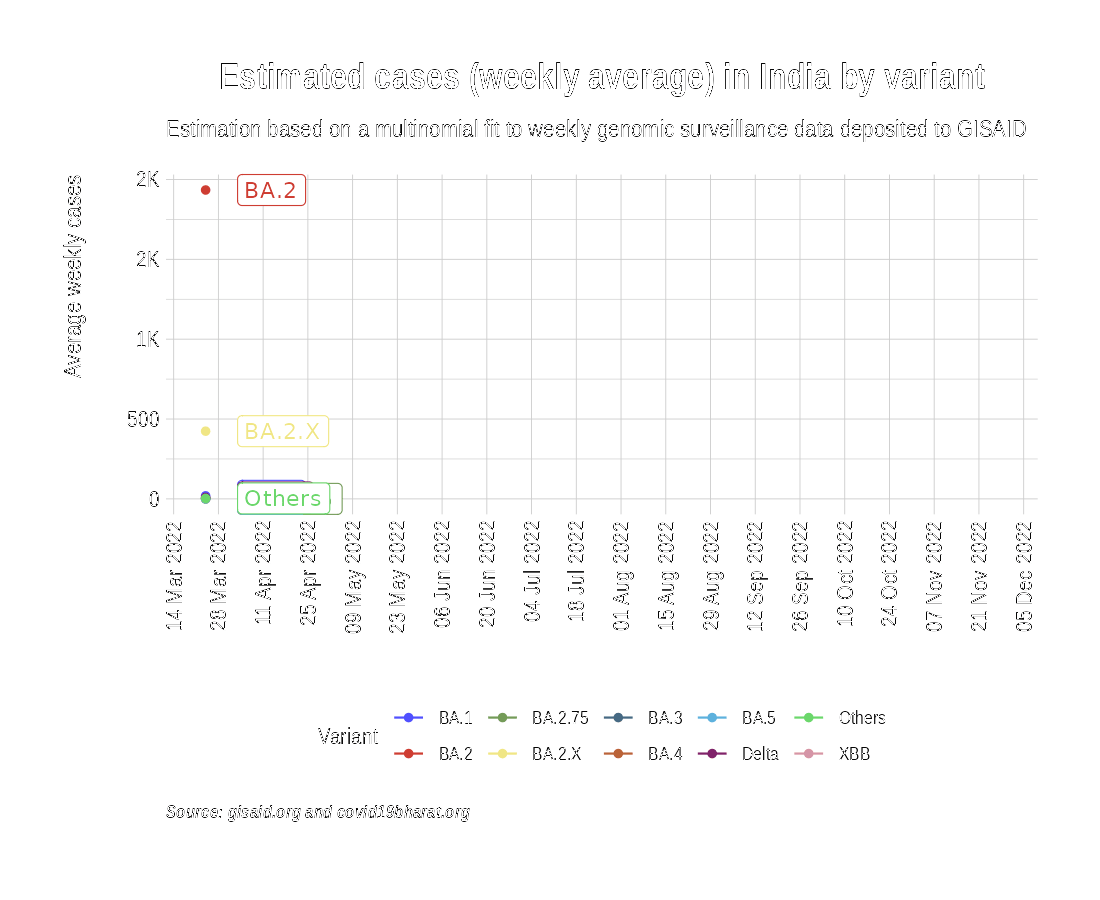 Estimated cases (weekly average) in India by variant
Estimation based on a multinomial fit to weekly genomic surveillance data deposited to GISAID
Average weekly cases
2K
2K
1K
500
0
BA.2
BA.2.X
Others
14 Mar 2022
28 Mar 2022
11 Apr 2022
25 Apr 2022
09 May 2022
23 May 2022
06 Jun 2022
20 Jun 2022
04 Jul 2022
18 Jul 2022
01 Aug 2022
15 Aug 2022
29 Aug 2022
12 Sep 2022
26 Sep 2022
10 Oct 2022
24 Oct 2022
07 Nov 2022
21 Nov 2022
05 Dec 2022
Variant
BA.1 BA.2.75 BA.3 BA.5 Others
BA.2 BA.2.X BA.4 Delta XBB
Source: gisaid.org and covid19bharat.org